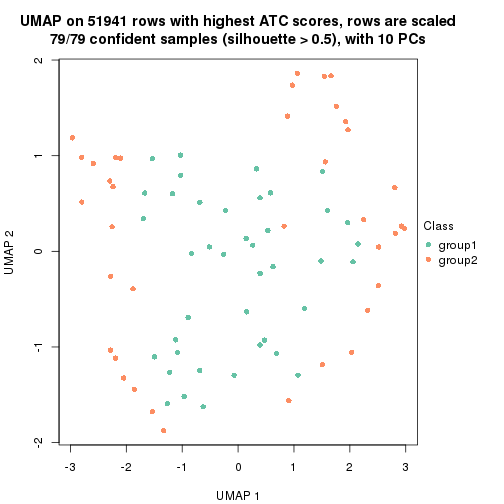 UMAP on 51941 rows with highest ATC scores, rows are scaled
79/79 confident samples (silhouette > 0.5), with 10 PCs
2
1
0
-1
-2
UMAP 2
-3 -2 -1 0 1 2 3
UMAP 1
Class
group1
group2